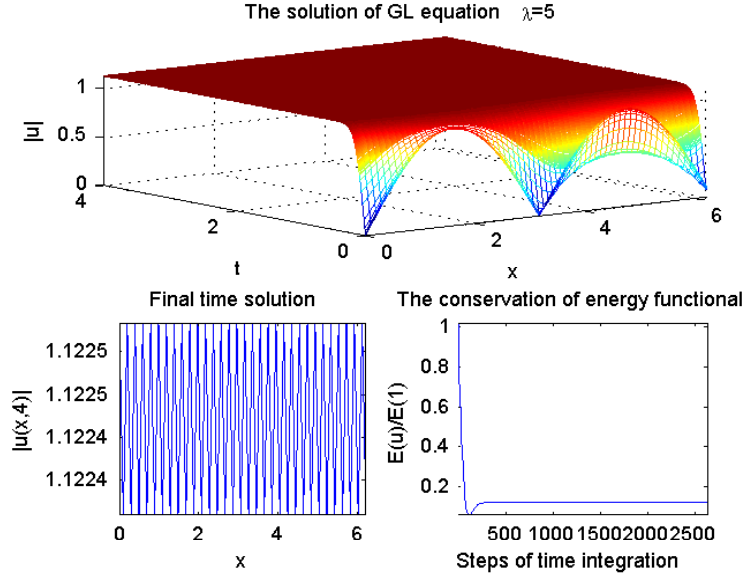 The solution of GL equation λ=5
|u|
1
0.5
0
4
2
0
t
0
2
4
6
x
Final time solution
|u(x,4)|
1.1225
1.1225
1.1224
1.1224
0
2
4
6
x
The conservation of energy functional
E(u)/E(1)
1
0.8
0.6
0.4
0.2
500
1000
1500
2000
2500
Steps of time integration